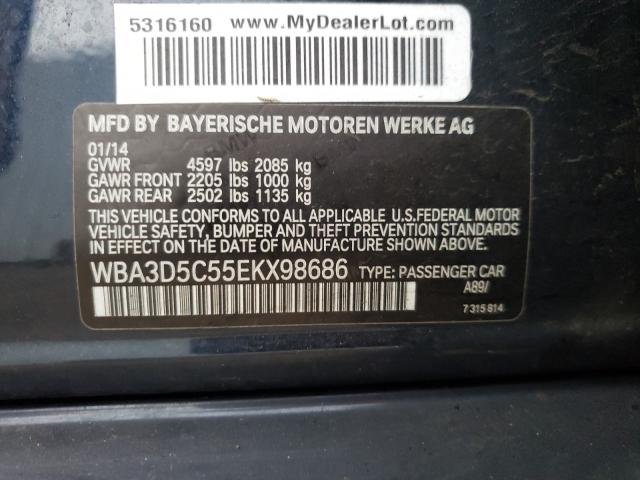 5316160 www.MyDealerLot.com
MFD BY BAYERISCHE MOTOREN WERKE AG
01/14
GVWR 4597 lbs 2085 kg
GAWR FRONT 2205 lbs 1000 kg
GAWR REAR 2502 lbs 1135 kg
THIS VEHICLE CONFORMS TO ALL APPLICABLE U.S.FEDERAL MOTOR
VEHICLE SAFETY, BUMPER AND THEFT PREVENTION STANDARDS
IN EFFECT ON THE DATE OF MANUFACTURE SHOWN ABOVE.
WBA3D5C55EKX98686 TYPE: PASSENGER CAR
A89/
7 315 814